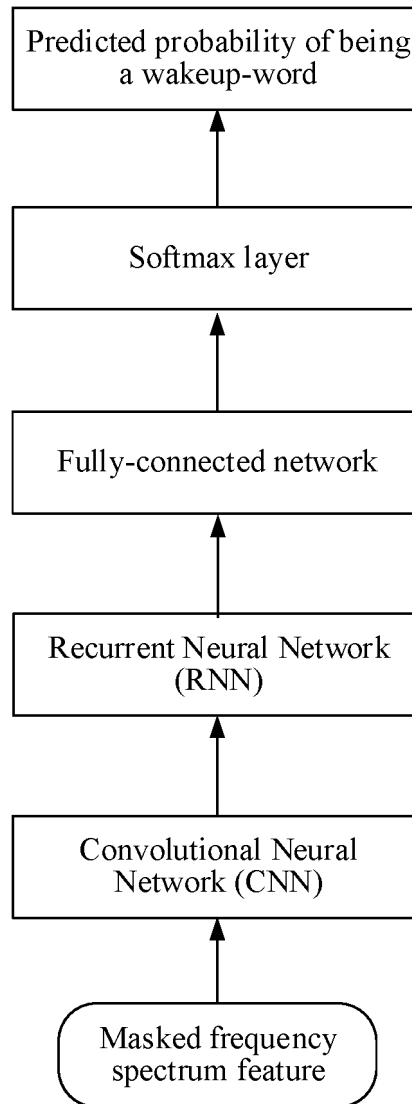 Predicted probability of being
a wakeup-word
Softmax layer
Fully-connected network
Recurrent Neural Network
(RNN)
Convolutional Neural
Network (CNN)
Masked frequency
spectrum feature